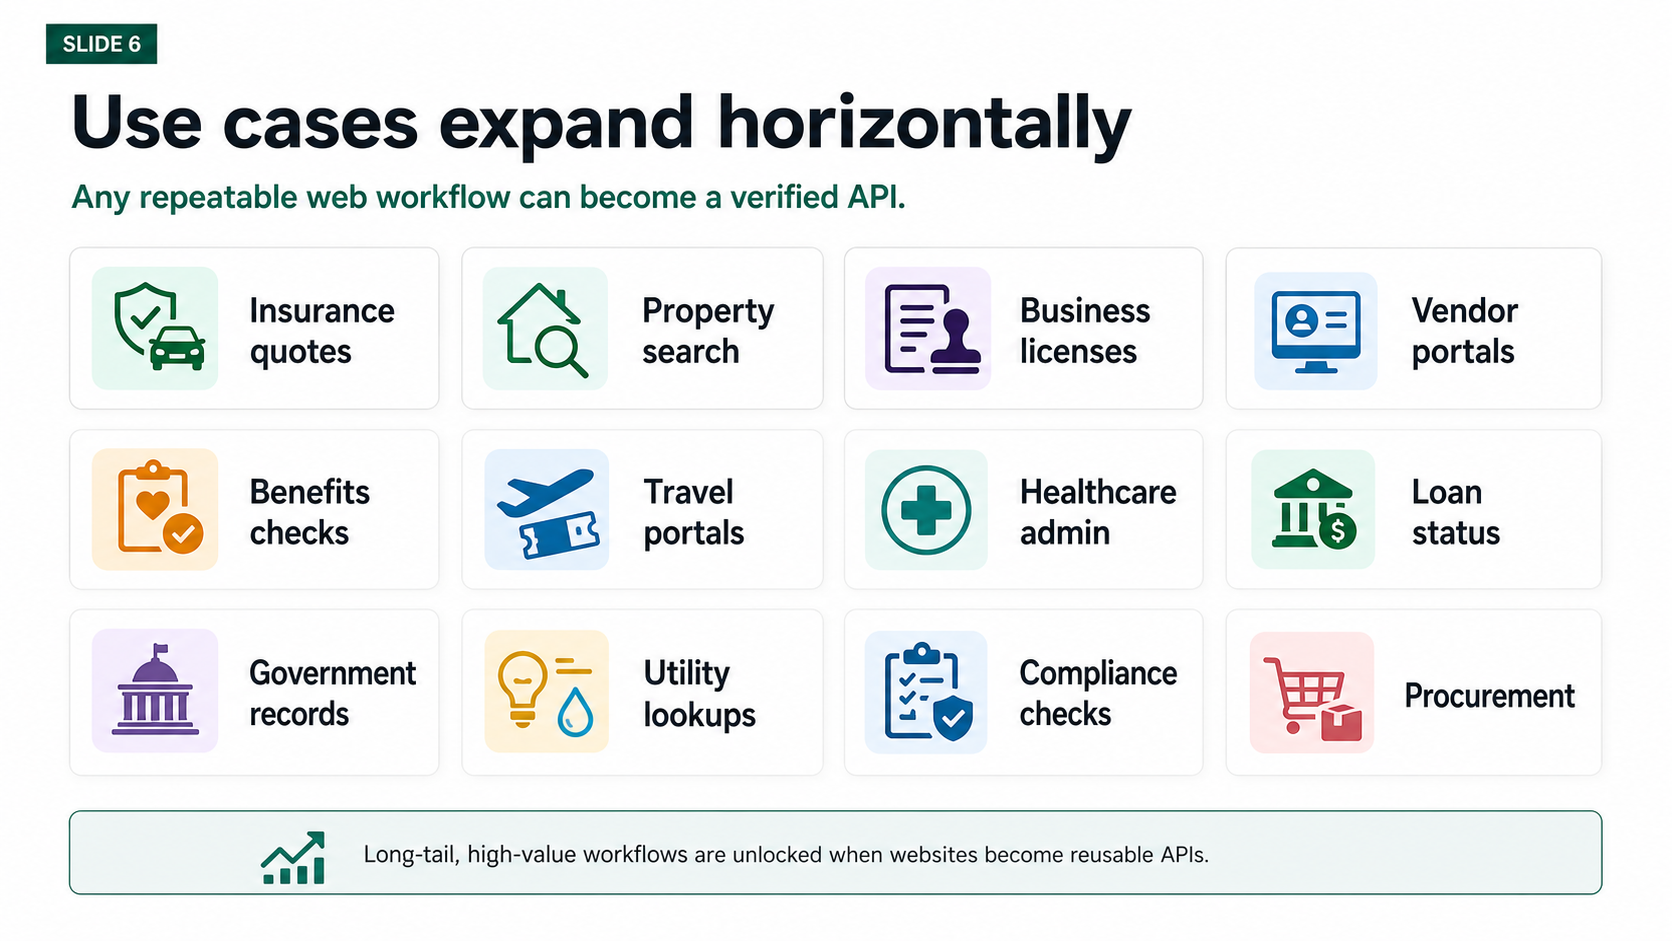 SLIDE 6
Use cases expand horizontally
Any repeatable web workflow can become a verified API.
Insurance
quotes
Property
search
Business
licenses
Vendor
portals
Benefits
checks
Travel
portals
Healthcare
admin
Loan
status
$
Government
records
Utility
lookups
Compliance
checks
Procurement
Long-tail, high-value workflows are unlocked when websites become reusable APIs.